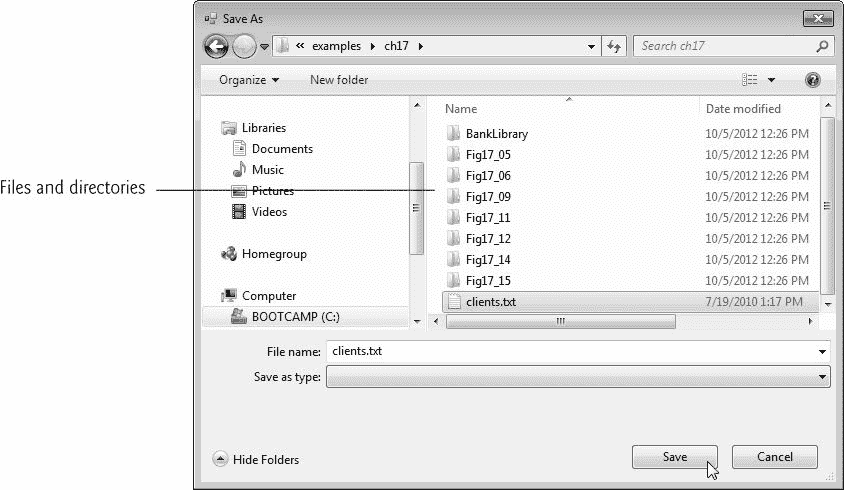 Save As
« examples ▸ ch17 ▸
Search ch17
Organize ▾ New folder
Name Date modified
Libraries
Documents
Music
Pictures
Videos
Homegroup
Computer
BOOTCAMP (C:)
BankLibrary 10/5/2012 12:26 PM
Fig17_05 10/5/2012 12:26 PM
Fig17_06 10/5/2012 12:26 PM
Fig17_09 10/5/2012 12:26 PM
Fig17_11 10/5/2012 12:26 PM
Fig17_12 10/5/2012 12:26 PM
Fig17_14 10/5/2012 12:26 PM
Fig17_15 10/5/2012 12:26 PM
clients.txt 7/19/2010 1:17 PM
Files and directories
File name: clients.txt
Save as type:
Hide Folders
Save
Cancel